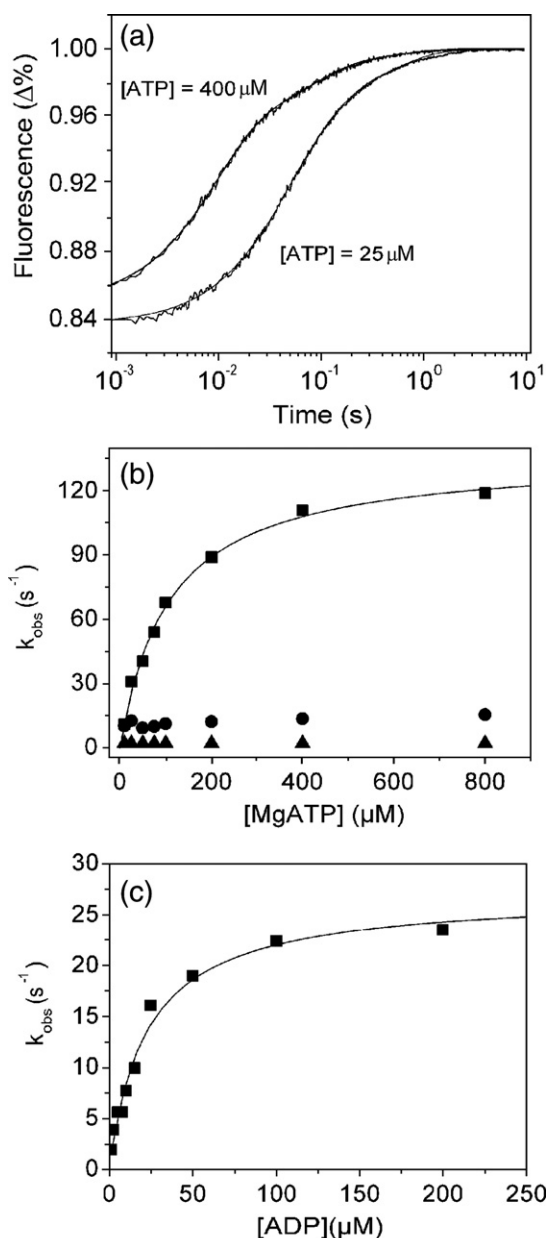 (a)
1.00
0.96
0.92
0.88
0.84
Fluorescence (Δ%)
[ATP] = 400 μM
[ATP] = 25 μM
10⁻³ 10⁻² 10⁻¹ 10⁰ 10¹
Time (s)
(b)
120
90
60
30
0
k_obs (s⁻¹)
0 200 400 600 800
[MgATP] (μM)
(c)
30
25
20
15
10
5
0
k_obs (s⁻¹)
0 50 100 150 200 250
[ADP](μM)